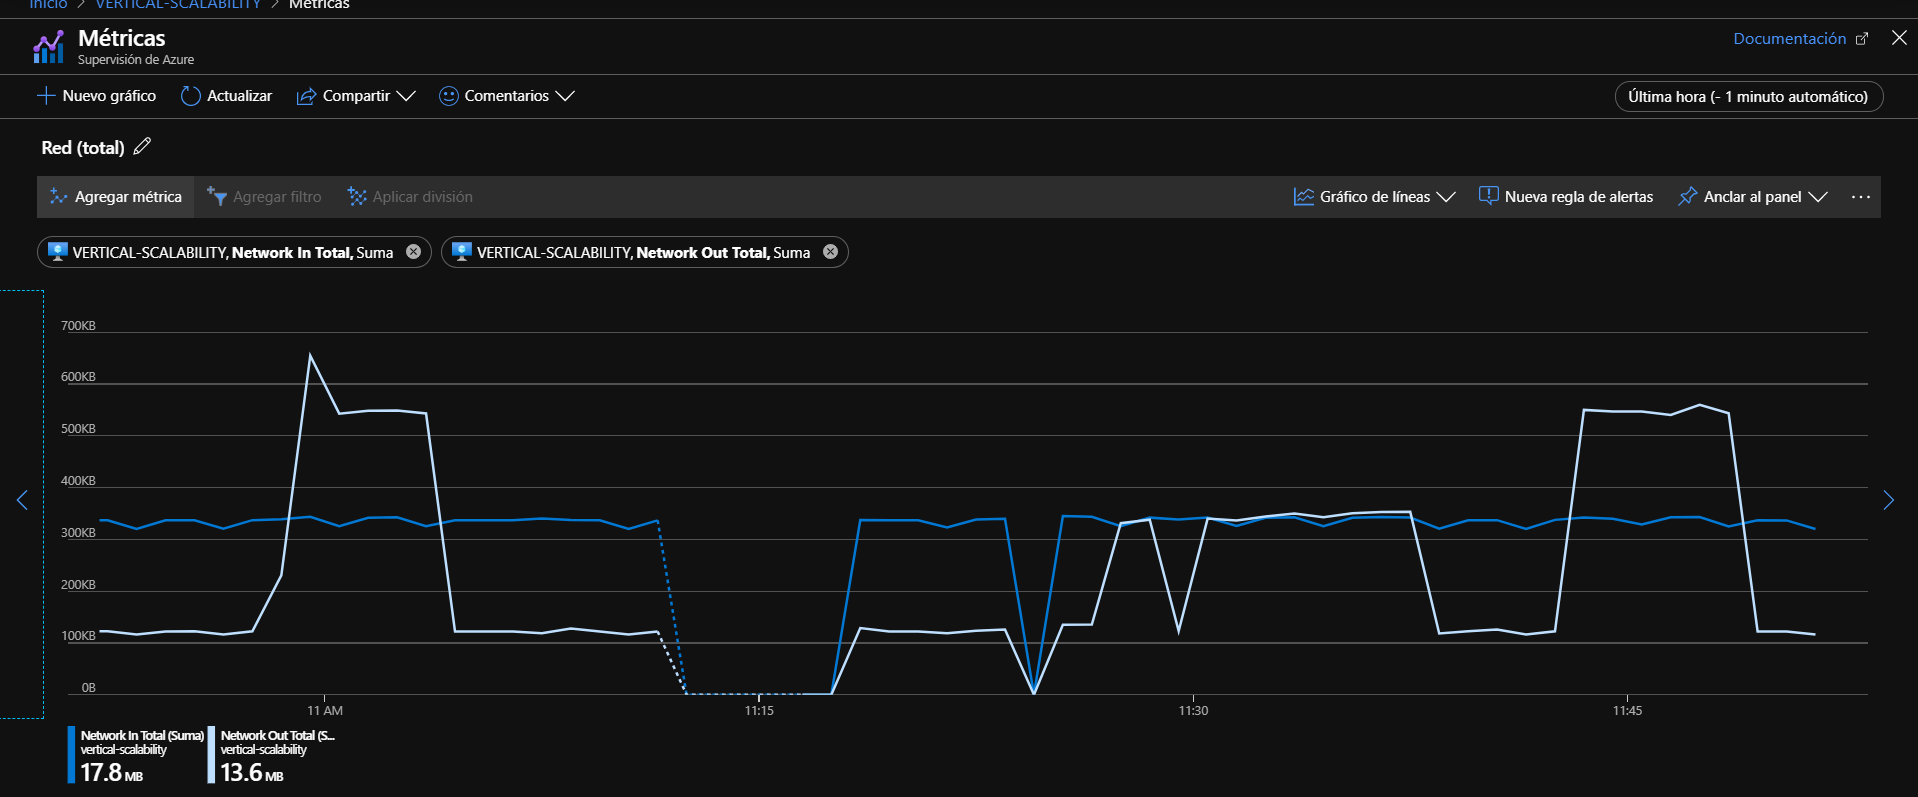 Inicio > VERTICAL-SCALABILITY > Métricas
Métricas
Supervisión de Azure
Documentación
Nuevo gráfico Actualizar Compartir Comentarios
Última hora (- 1 minuto automático)
Red (total)
Agregar métrica Agregar filtro Aplicar división
Gráfico de líneas Nueva regla de alertas Anclar al panel ...
VERTICAL-SCALABILITY, Network In Total, Suma
VERTICAL-SCALABILITY, Network Out Total, Suma
700KB
600KB
500KB
400KB
300KB
200KB
100KB
0B
11 AM 11:15 11:30 11:45
Network In Total (Suma)
vertical-scalability
17.8 MB
Network Out Total (S...
vertical-scalability
13.6 MB